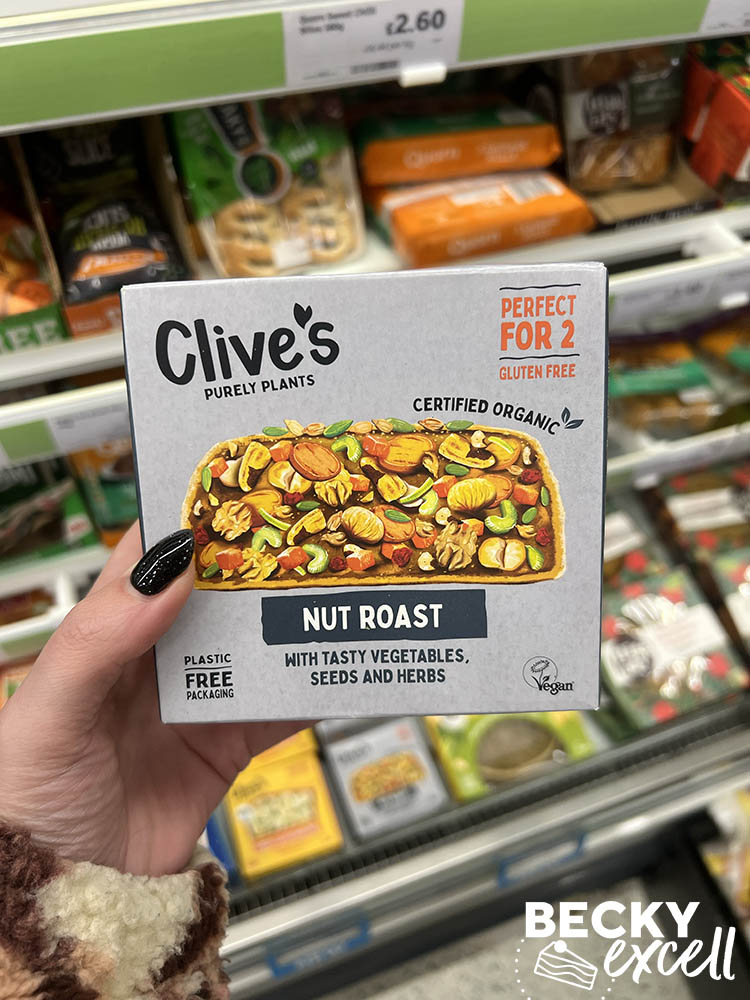 £2.60
Clive's
PURELY PLANTS
PERFECT
FOR 2
GLUTEN FREE
CERTIFIED ORGANIC
NUT ROAST
WITH TASTY VEGETABLES,
SEEDS AND HERBS
PLASTIC
FREE
PACKAGING
Vegan
BECKY
excell